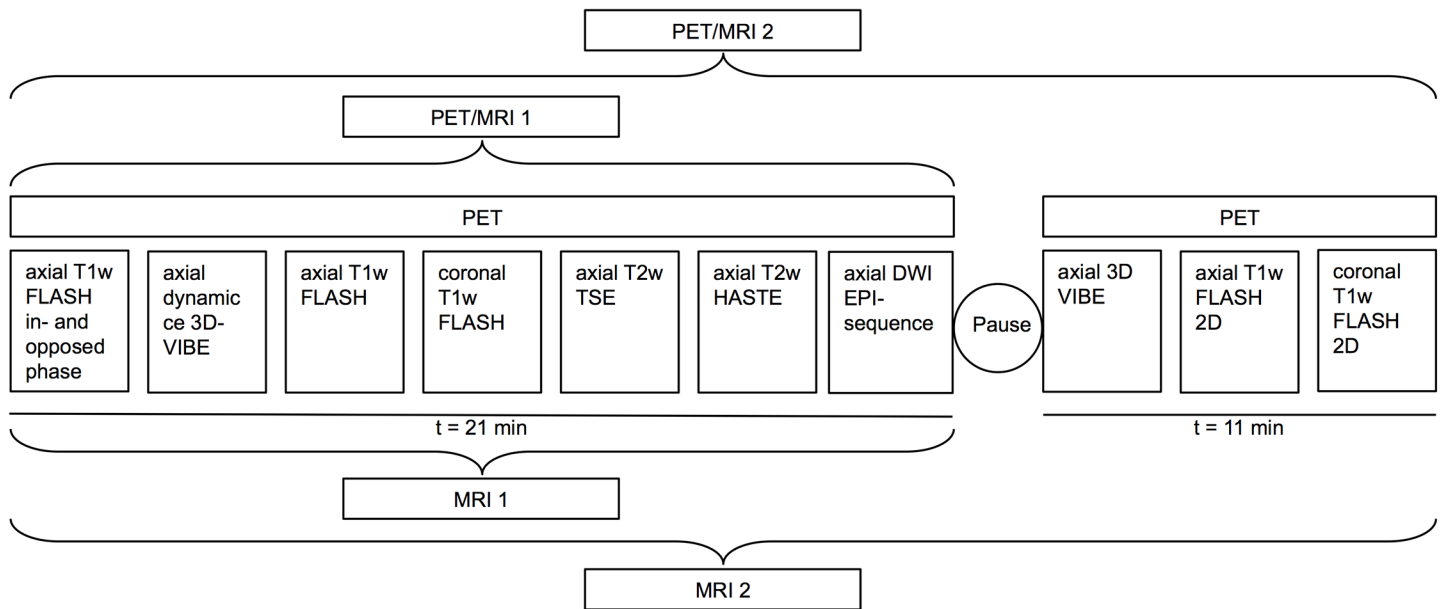 PET/MRI 2
PET/MRI 1
PET
PET
axial T1w
FLASH
in- and
opposed
phase
axial
dynamic
ce 3D-
VIBE
axial T1w
FLASH
coronal
T1w
FLASH
axial T2w
TSE
axial T2w
HASTE
axial DWI
EPI-
sequence
Pause
axial 3D
VIBE
axial T1w
FLASH
2D
coronal
T1w
FLASH
2D
t = 21 min
t = 11 min
MRI 1
MRI 2